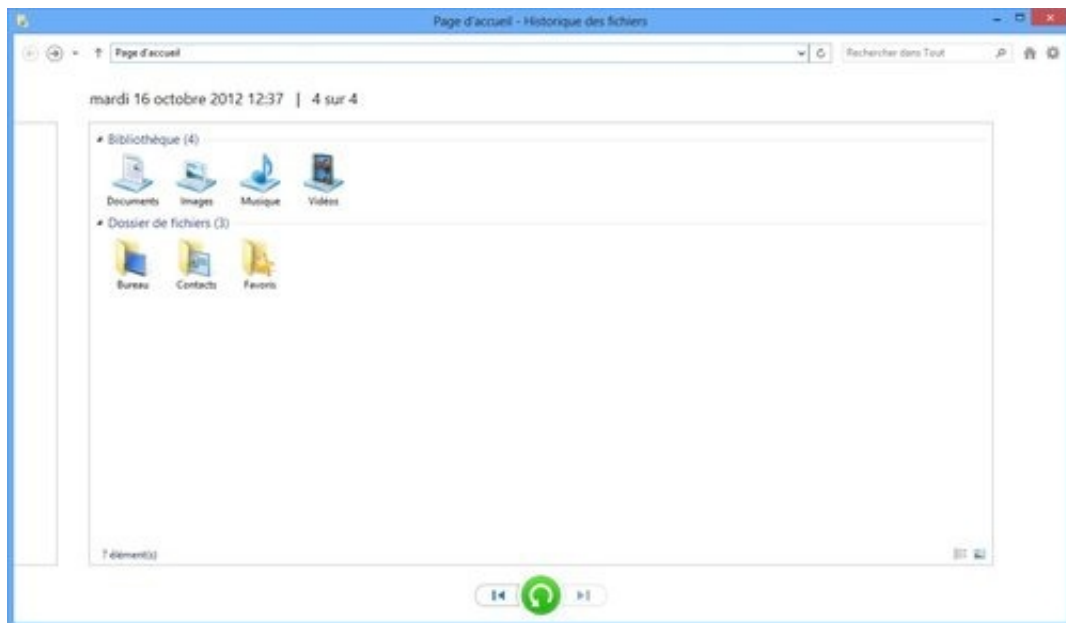 Page d'accueil - Historique des fichiers
Page d'accueil
Rechercher dans Tout
mardi 16 octobre 2012 12:37 | 4 sur 4
Bibliothèque (4)
Documents Images Musique Vidéos
Dossier de fichiers (3)
Bureau Contacts Favoris
7 élément(s)